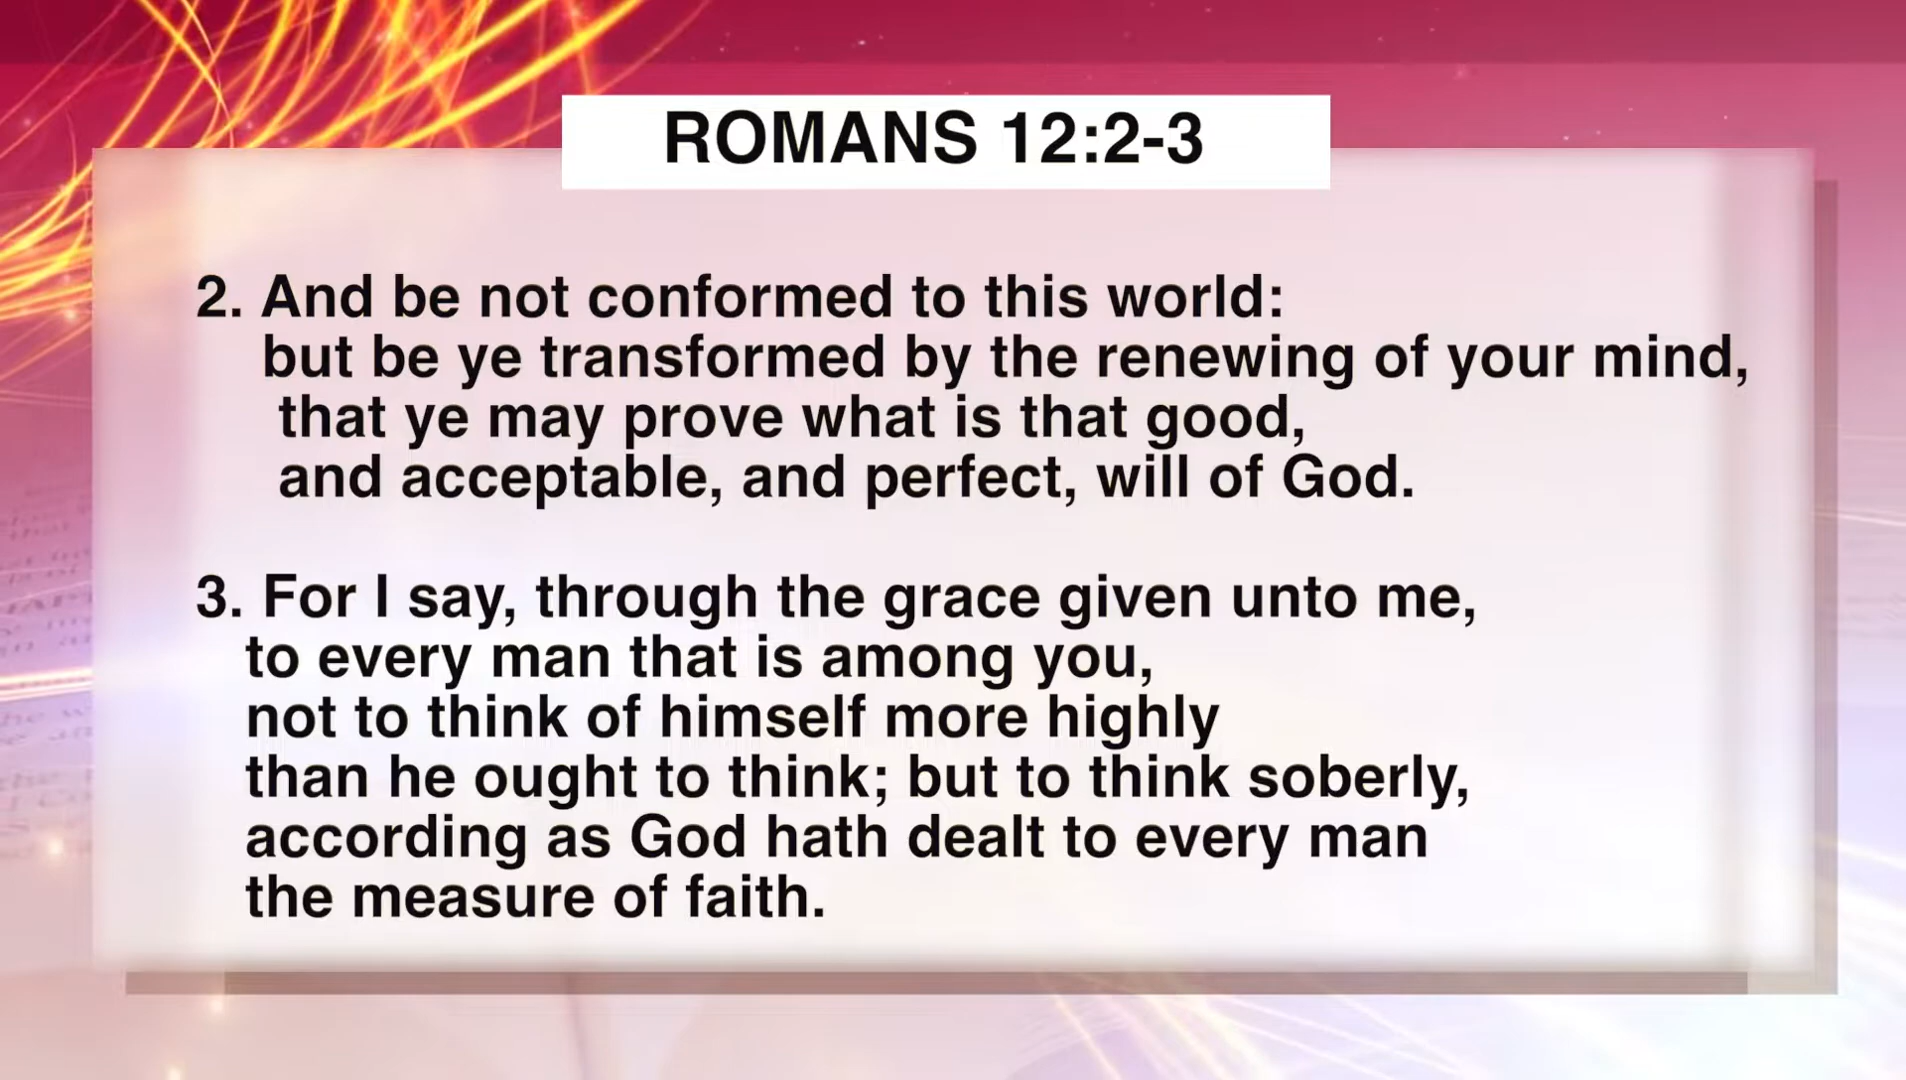 ROMANS 12:2-3
2. And be not conformed to this world:
but be ye transformed by the renewing of your mind,
that ye may prove what is that good,
and acceptable, and perfect, will of God.
3. For I say, through the grace given unto me,
to every man that is among you,
not to think of himself more highly
than he ought to think; but to think soberly,
according as God hath dealt to every man
the measure of faith.